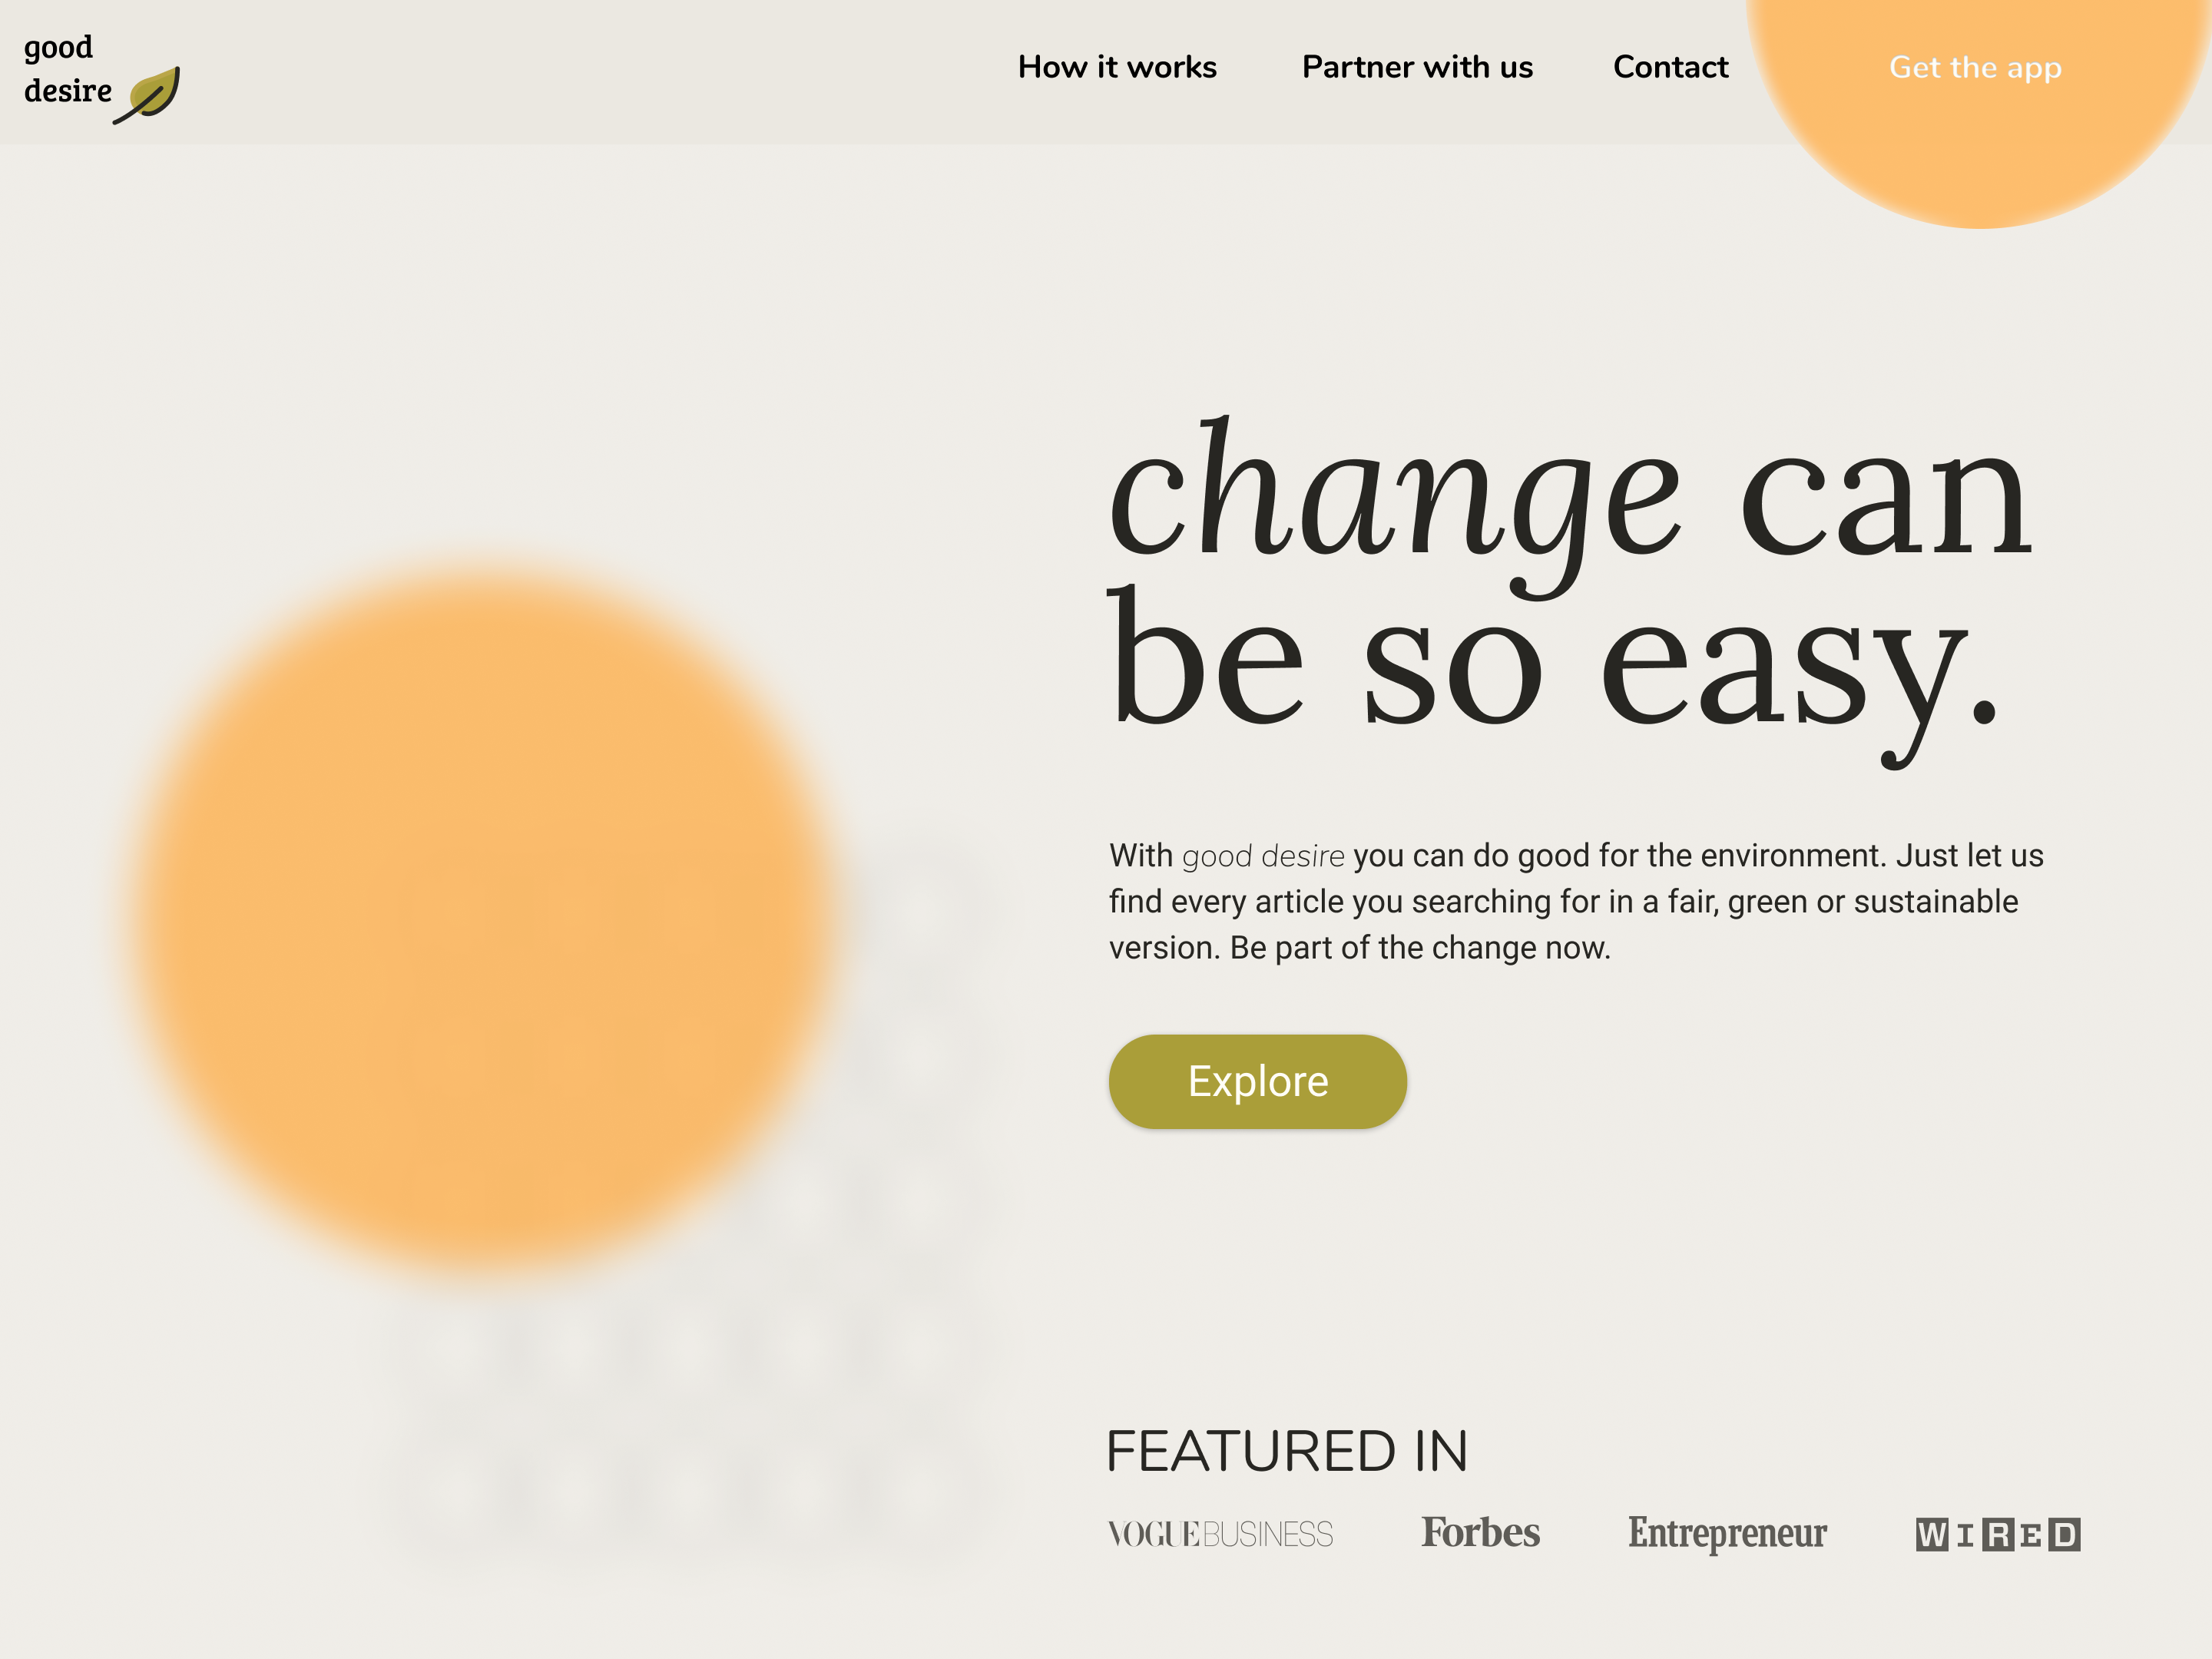 good
desire
How it works
Partner with us
Contact
Get the app
change can
be so easy.
With good desire you can do good for the environment. Just let us
find every article you searching for in a fair, green or sustainable
version. Be part of the change now.
Explore
FEATURED IN
VOGUE BUSINESS
Forbes
Entrepreneur
WIRED